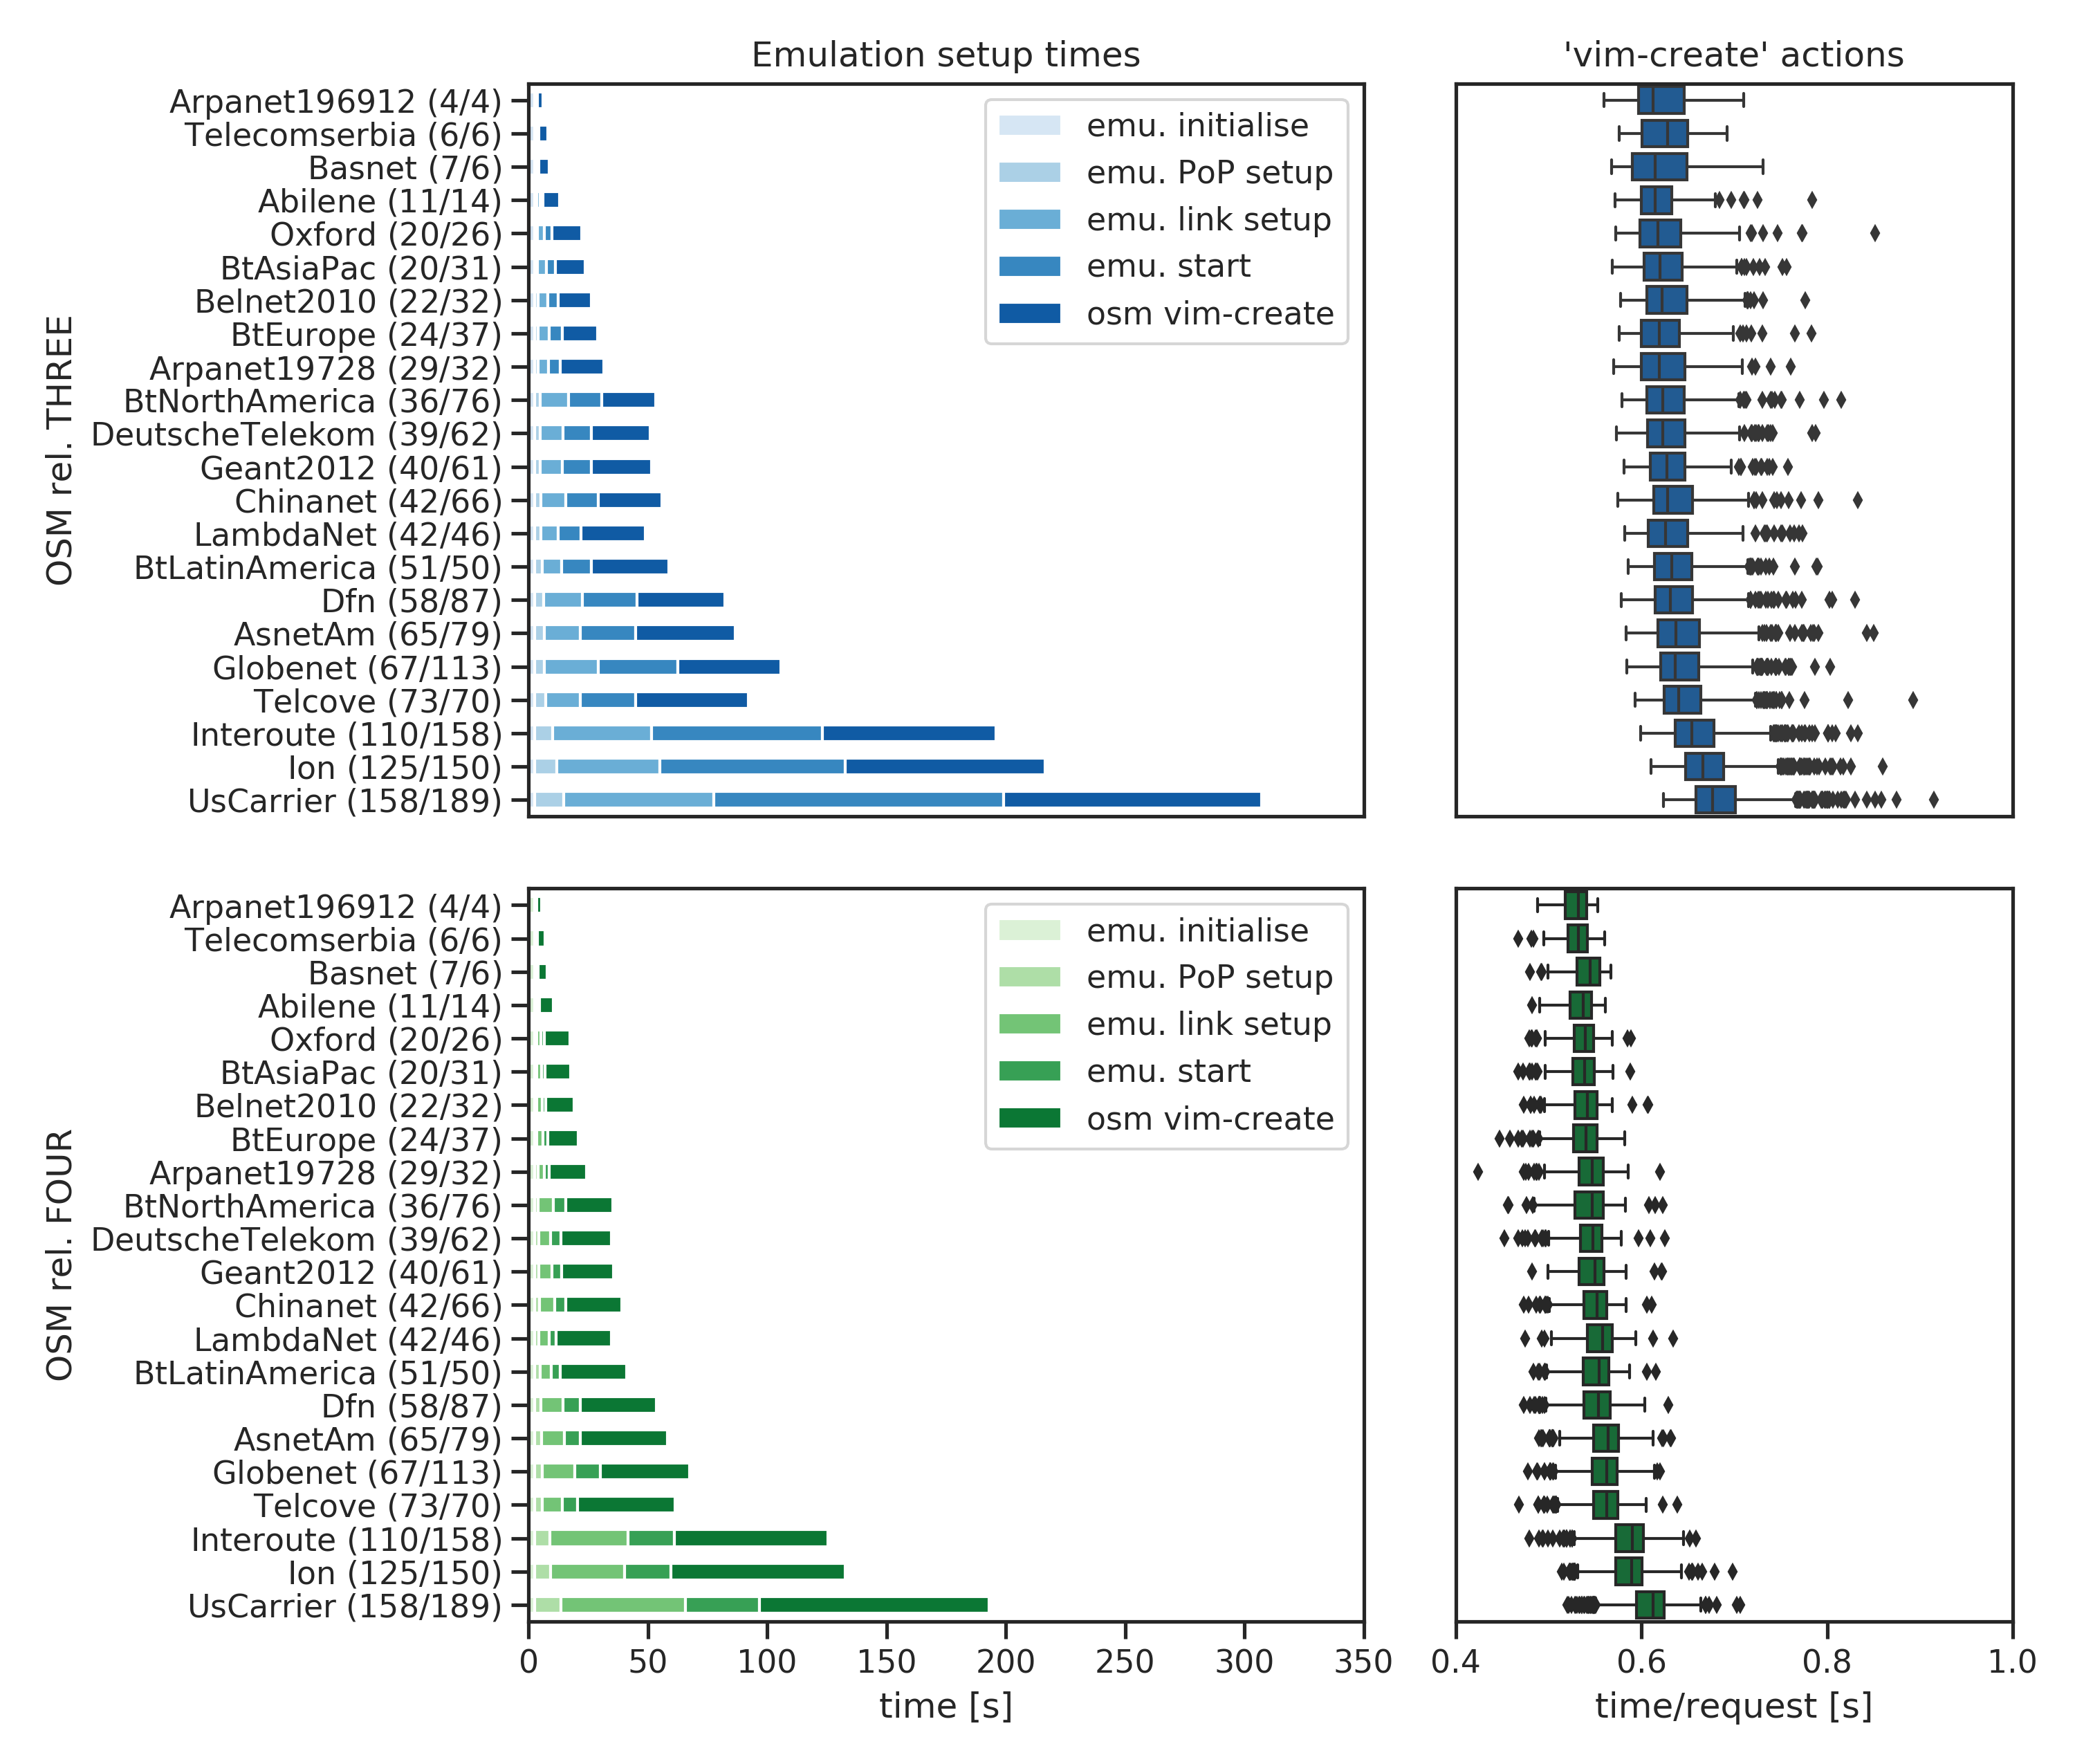 Emulation setup times
'vim-create' actions
OSM rel. THREE
Arpanet196912 (4/4)
Telecomserbia (6/6)
Basnet (7/6)
Abilene (11/14)
Oxford (20/26)
BtAsiaPac (20/31)
Belnet2010 (22/32)
BtEurope (24/37)
Arpanet19728 (29/32)
BtNorthAmerica (36/76)
DeutscheTelekom (39/62)
Geant2012 (40/61)
Chinanet (42/66)
LambdaNet (42/46)
BtLatinAmerica (51/50)
Dfn (58/87)
AsnetAm (65/79)
Globenet (67/113)
Telcove (73/70)
Interoute (110/158)
Ion (125/150)
UsCarrier (158/189)
emu. initialise
emu. PoP setup
emu. link setup
emu. start
osm vim-create
OSM rel. FOUR
Arpanet196912 (4/4)
Telecomserbia (6/6)
Basnet (7/6)
Abilene (11/14)
Oxford (20/26)
BtAsiaPac (20/31)
Belnet2010 (22/32)
BtEurope (24/37)
Arpanet19728 (29/32)
BtNorthAmerica (36/76)
DeutscheTelekom (39/62)
Geant2012 (40/61)
Chinanet (42/66)
LambdaNet (42/46)
BtLatinAmerica (51/50)
Dfn (58/87)
AsnetAm (65/79)
Globenet (67/113)
Telcove (73/70)
Interoute (110/158)
Ion (125/150)
UsCarrier (158/189)
emu. initialise
emu. PoP setup
emu. link setup
emu. start
osm vim-create
0 50 100 150 200 250 300 350
time [s]
0.4 0.6 0.8 1.0
time/request [s]